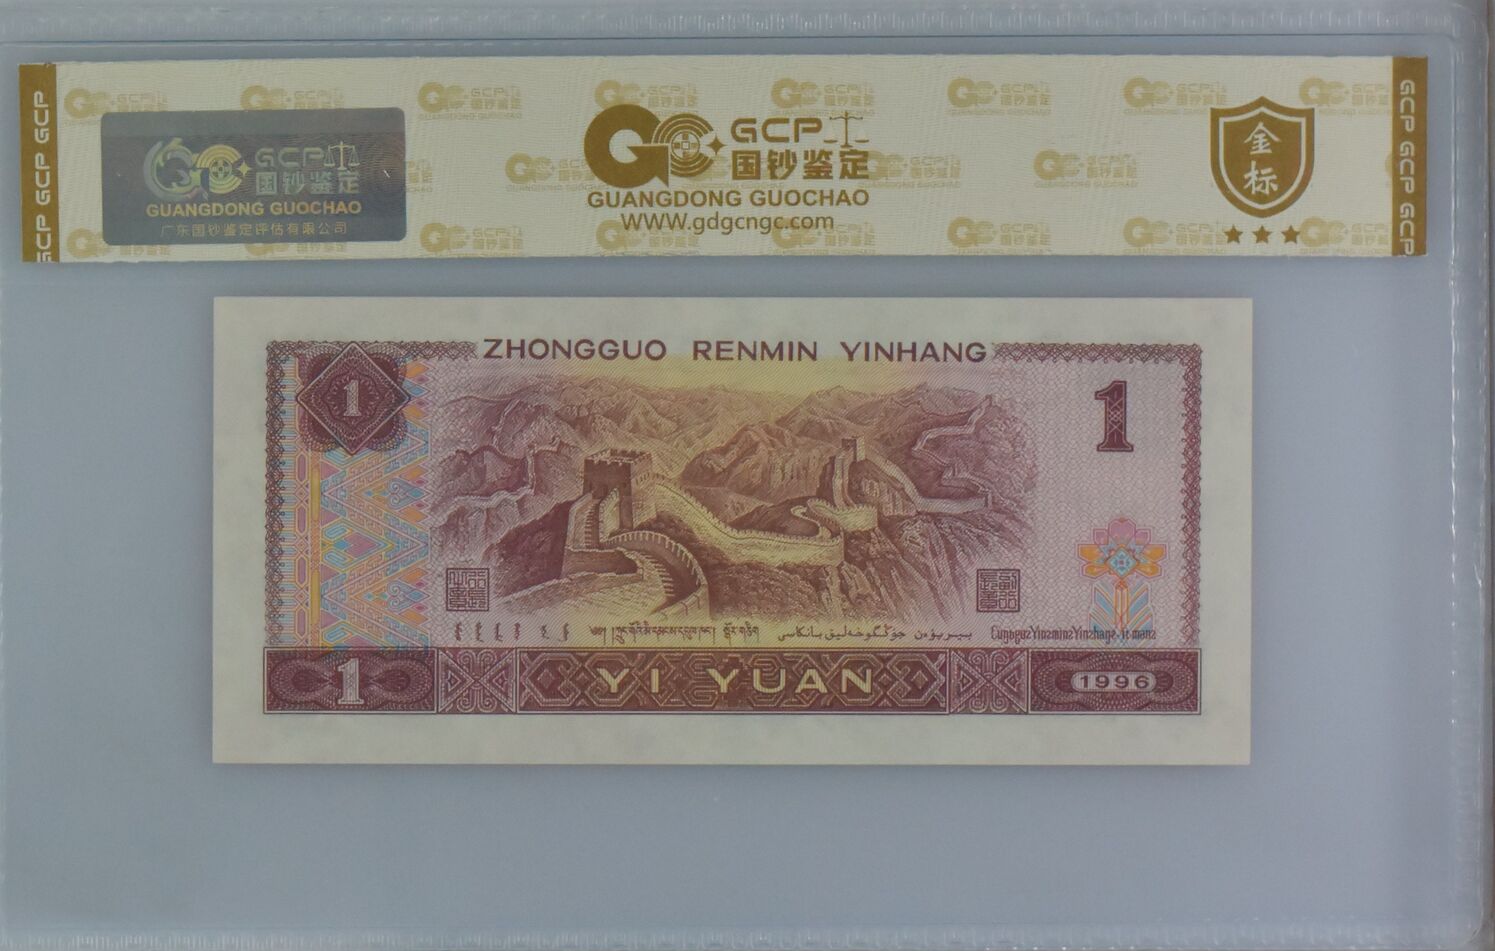 GCP GCP GCP
GCP
国钞鉴定
GUANGDONG GUOCHAO
广东国钞鉴定评估有限公司
GCP
国钞鉴定
GUANGDONG GUOCHAO
WWW.gdgcngc.com
金标
GCP GCP GCP
ZHONGGUO RENMIN YINHANG
1
1
YI YUAN
1
1996